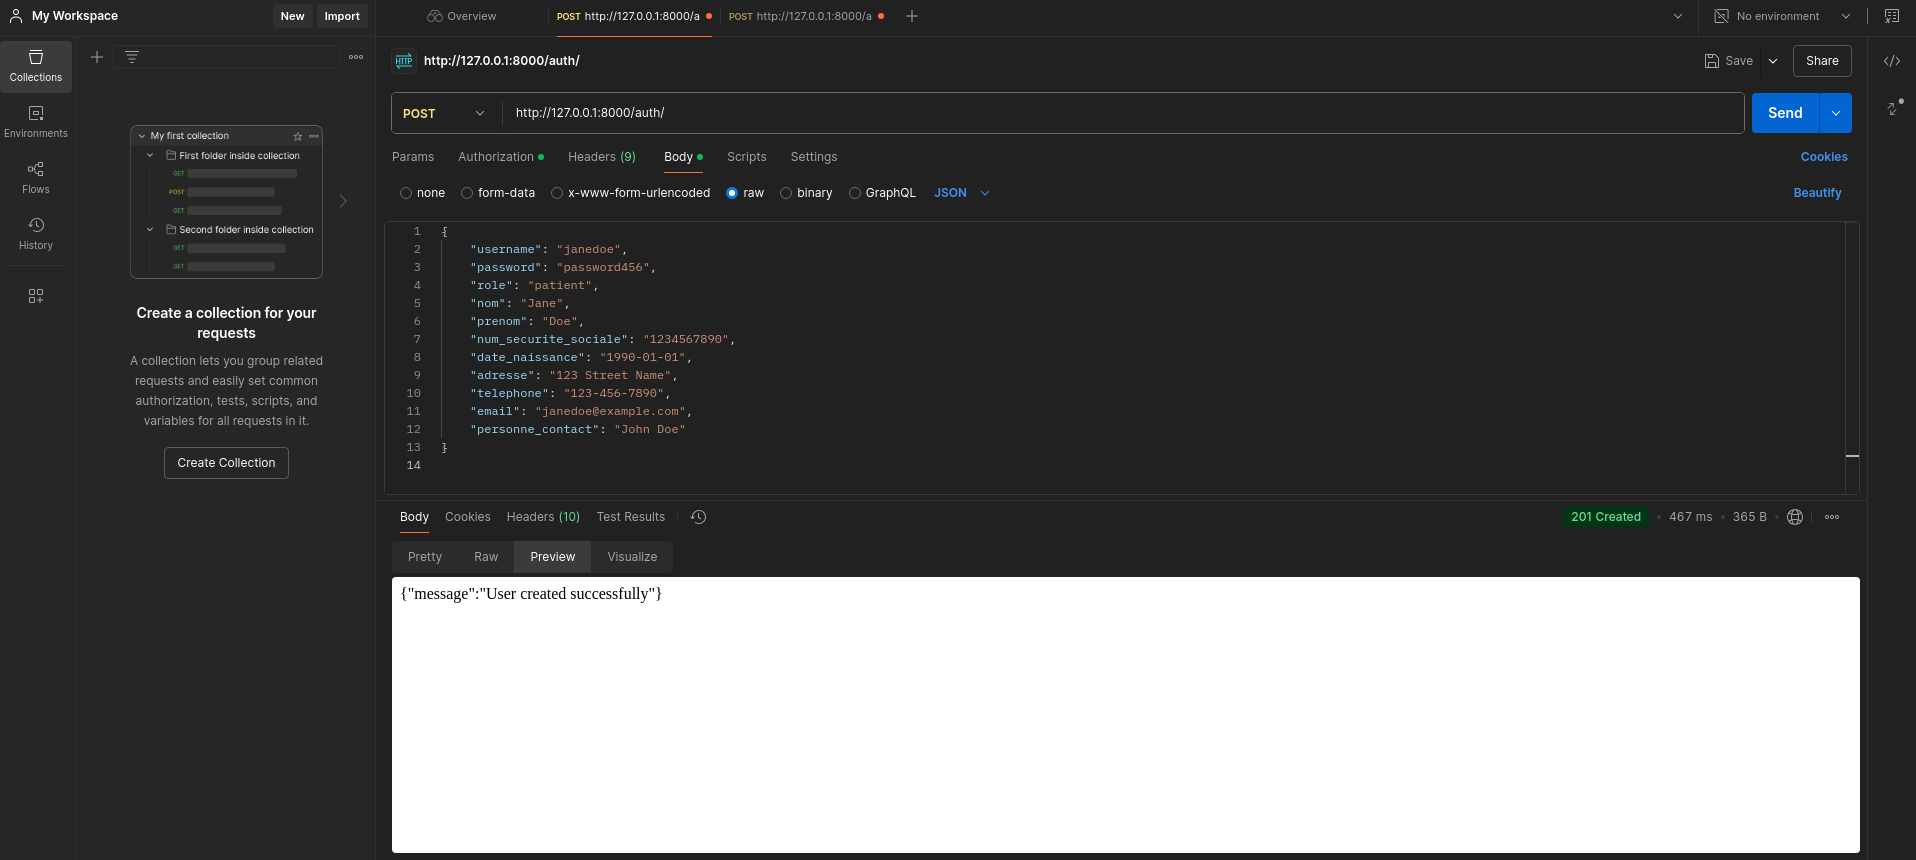 My Workspace
New
Import
Overview
POST http://127.0.0.1:8000/a
POST http://127.0.0.1:8000/a
No environment
Collections
Environments
Flows
History
My first collection
First folder inside collection
GET
POST
GET
Second folder inside collection
GET
GET
Create a collection for your
requests
A collection lets you group related
requests and easily set common
authorization, tests, scripts, and
variables for all requests in it.
Create Collection
HTTP
http://127.0.0.1:8000/auth/
Save
Share
POST
http://127.0.0.1:8000/auth/
Send
Params
Authorization
Headers (9)
Body
Scripts
Settings
Cookies
none
form-data
x-www-form-urlencoded
raw
binary
GraphQL
JSON
Beautify
1 {
2 "username": "janedoe",
3 "password": "password456",
4 "role": "patient",
5 "nom": "Jane",
6 "prenom": "Doe",
7 "num_securite_sociale": "1234567890",
8 "date_naissance": "1990-01-01",
9 "adresse": "123 Street Name",
10 "telephone": "123-456-7890",
11 "email": "janedoe@example.com",
12 "personne_contact": "John Doe"
13 }
14
Body
Cookies
Headers (10)
Test Results
201 Created
467 ms
365 B
Pretty
Raw
Preview
Visualize
{"message":"User created successfully"}